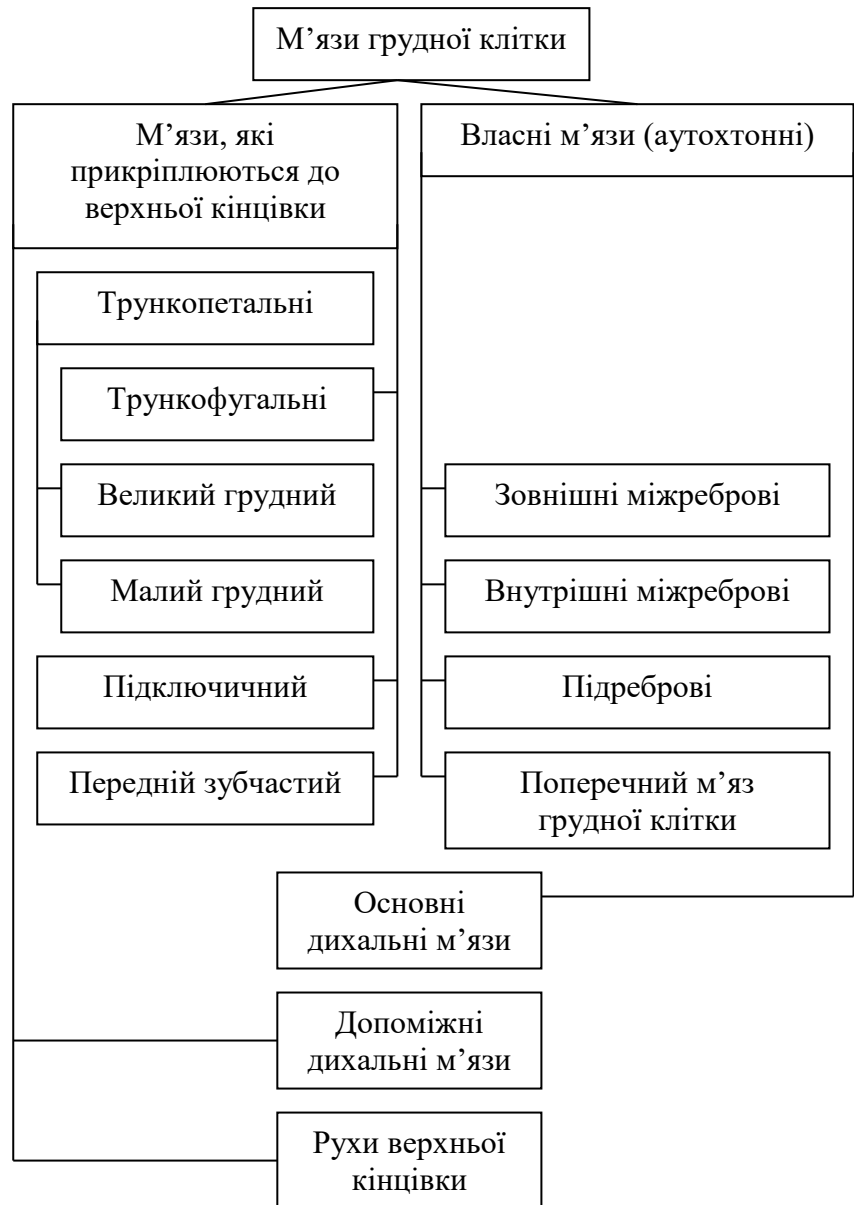 М’язи грудної клітки
М’язи, які
прикріплюються до
верхньої кінцівки
Власні м’язи (аутохтонні)
Трункопетальні
Трункофугальні
Великий грудний
Зовнішні міжреброві
Малий грудний
Внутрішні міжреброві
Підключичний
Підреброві
Передній зубчастий
Поперечний м’яз
грудної клітки
Основні
дихальні м’язи
Допоміжні
дихальні м’язи
Рухи верхньої
кінцівки